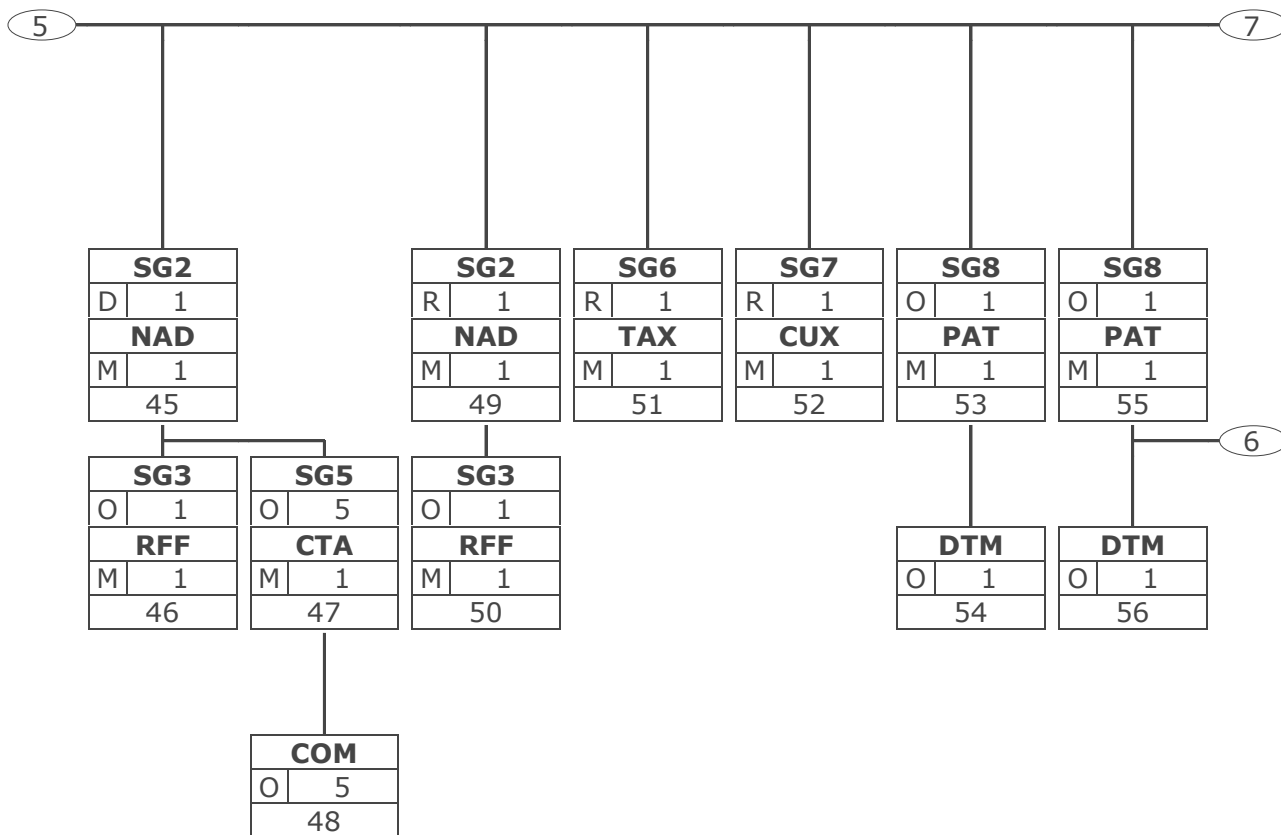 5 7
SG2 SG2 SG6 SG7 SG8 SG8
D 1 R 1 R 1 R 1 O 1 O 1
NAD NAD TAX CUX PAT PAT
M 1 M 1 M 1 M 1 M 1 M 1
45 49 51 52 53 55
6
SG3 SG5 SG3
O 1 O 5 O 1
RFF CTA RFF DTM DTM
M 1 M 1 M 1 O 1 O 1
46 47 50 54 56
COM
O 5
48